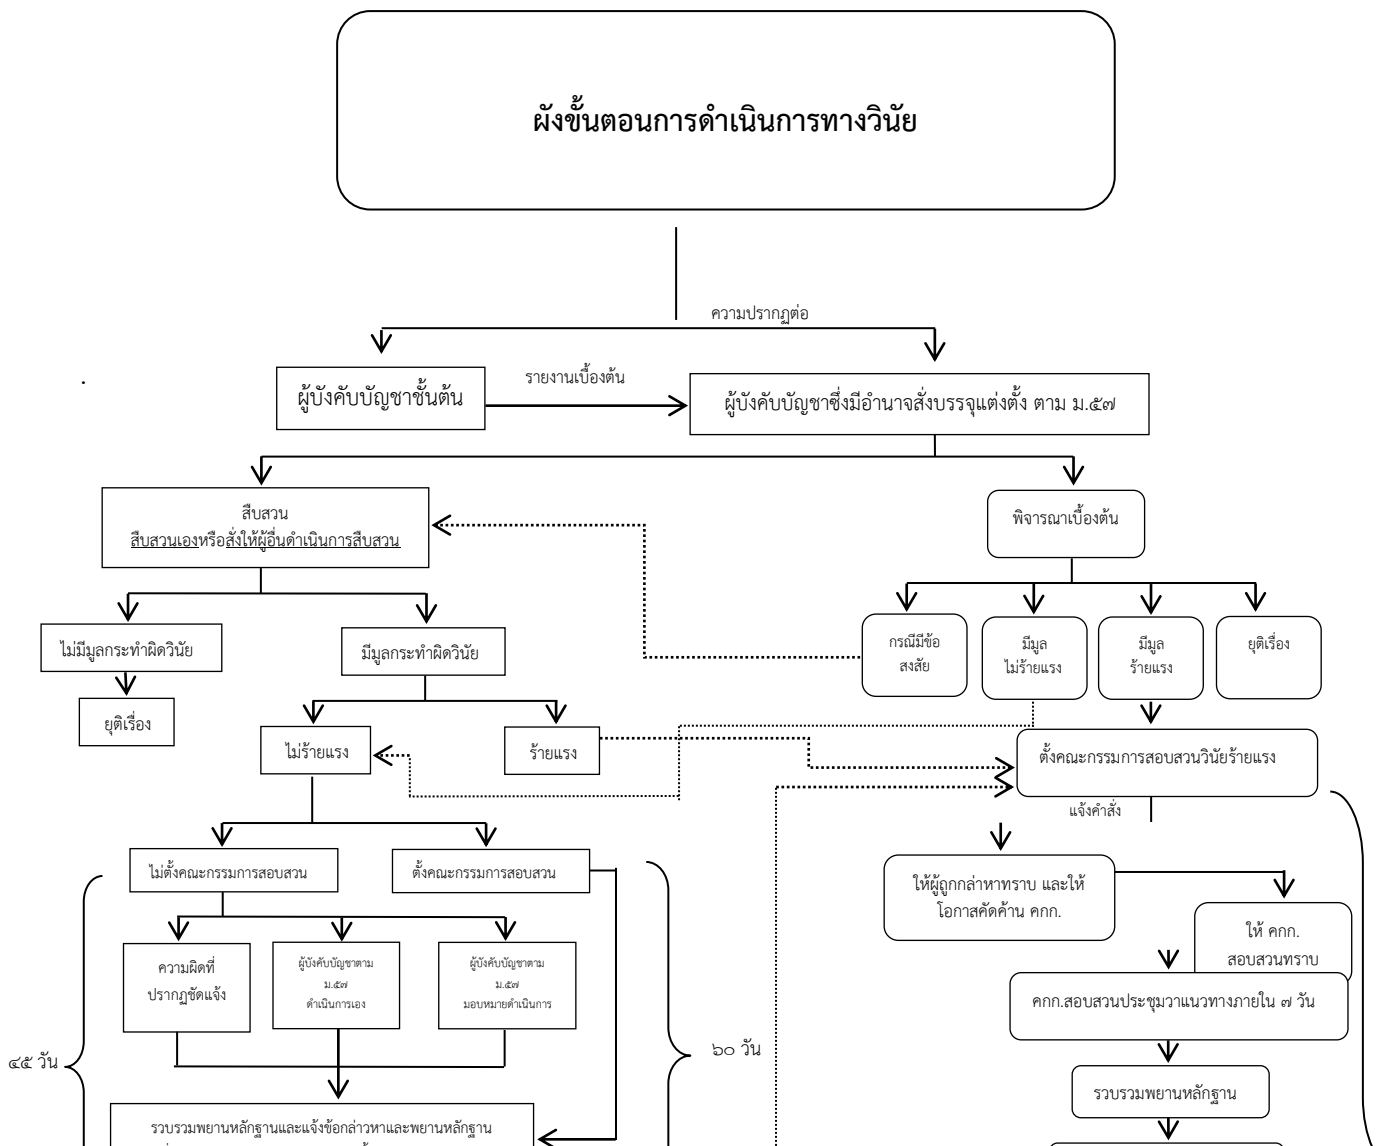 ผังขั้นตอนการดำเนินการทางวินัย
ความปรากฏต่อ
ผู้บังคับบัญชาชั้นต้น
รายงานเบื้องต้น
ผู้บังคับบัญชาซึ่งมีอำนาจสั่งบรรจุแต่งตั้ง ตาม ม.๕๗
สืบสวน
สืบสวนเองหรือสั่งให้ผู้อื่นดำเนินการสืบสวน
พิจารณาเบื้องต้น
ไม่มีมูลกระทำผิดวินัย
มีมูลกระทำผิดวินัย
กรณีมีข้อ
สงสัย
มีมูล
ไม่ร้ายแรง
มีมูล
ร้ายแรง
ยุติเรื่อง
ยุติเรื่อง
ไม่ร้ายแรง
ร้ายแรง
ตั้งคณะกรรมการสอบสวนวินัยร้ายแรง
แจ้งคำสั่ง
ไม่ตั้งคณะกรรมการสอบสวน
ตั้งคณะกรรมการสอบสวน
ให้ผู้ถูกกล่าหาทราบ และให้
โอกาสคัดค้าน คกก.
ให้ คกก.
สอบสวนทราบ
ความผิดที่
ปรากฏชัดแจ้ง
ผู้บังคับบัญชาตาม
ม.๕๗
ดำเนินการเอง
ผู้บังคับบัญชาตาม
ม.๕๗
มอบหมายดำเนินการ
คกก.สอบสวนประชุมวาแนวทางภายใน ๗ วัน
๔๕ วัน
๖๐ วัน
รวบรวมพยานหลักฐาน
รวบรวมพยานหลักฐานและแจ้งข้อกล่าวหาและพยานหลักฐาน